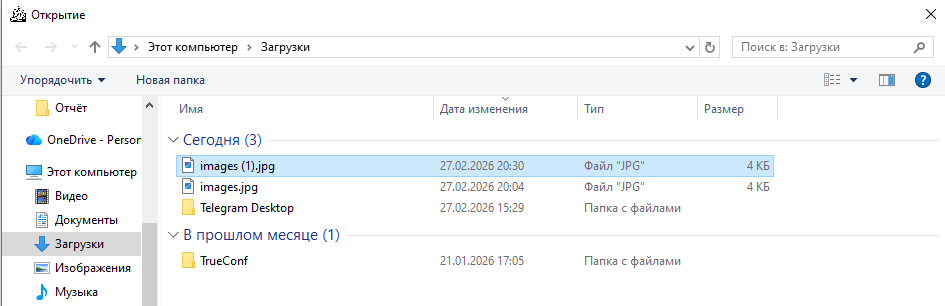 Открытие
Этот компьютер Загрузки
Поиск в: Загрузки
Упорядочить Новая папка
Отчёт
OneDrive - Person
Этот компьютер
Видео
Документы
Загрузки
Изображения
Музыка
Имя Дата изменения Тип Размер
Сегодня (3)
images (1).jpg 27.02.2026 20:30 Файл "JPG" 4 КБ
images.jpg 27.02.2026 20:04 Файл "JPG" 4 КБ
Telegram Desktop 27.02.2026 15:29 Папка с файлами
В прошлом месяце (1)
TrueConf 21.01.2026 17:05 Папка с файлами